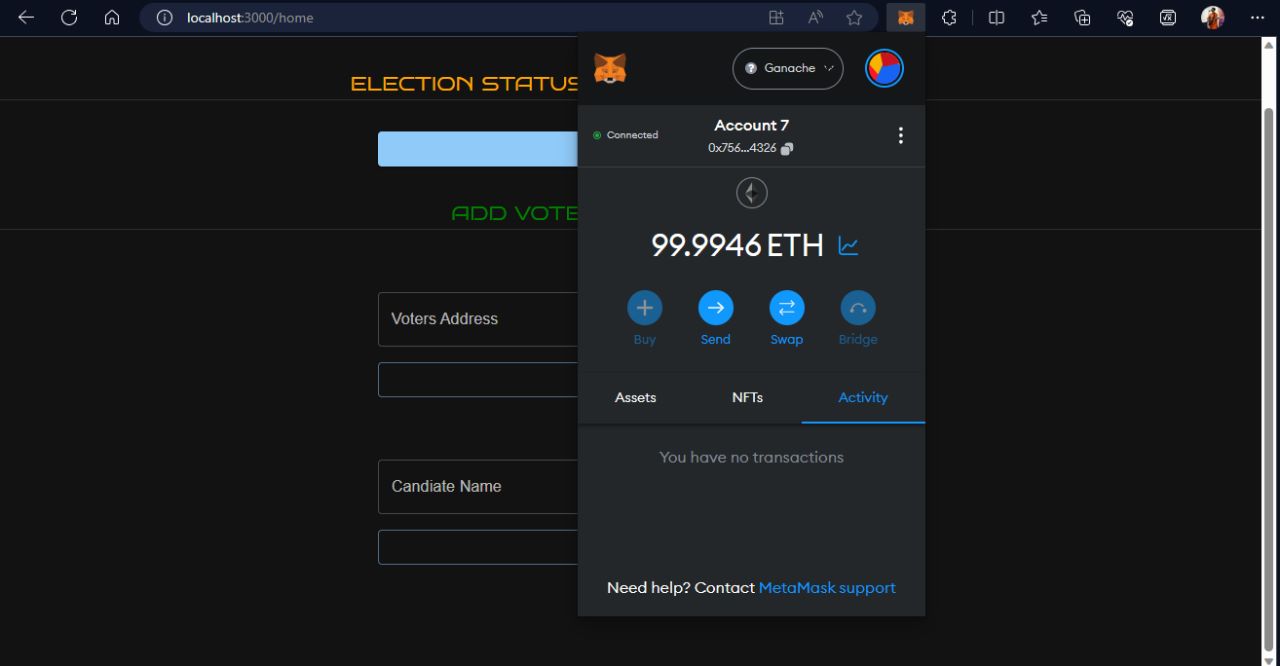 localhost:3000/home
Ganache
ELECTION STATUS
Connected
Account 7
0x756...4326
ADD VOTE
99.9946 ETH
Voters Address
Buy
Send
Swap
Bridge
Assets
NFTs
Activity
You have no transactions
Candiate Name
Need help? Contact MetaMask support